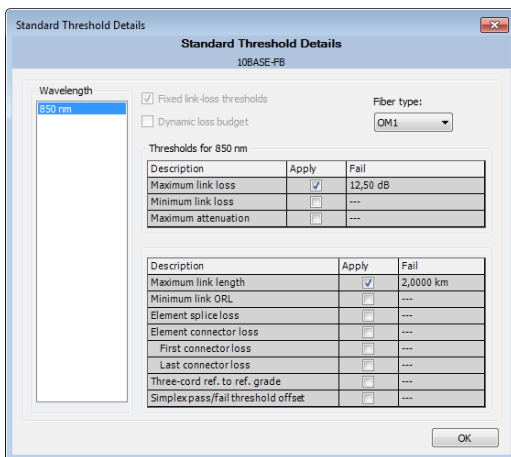 Standard Threshold Details
Standard Threshold Details
10BASE-FB
Wavelength
850 nm
Fixed link-loss thresholds
Dynamic loss budget
Fiber type:
OM1
Thresholds for 850 nm
Description Apply Fail
Maximum link loss 12,50 dB
Minimum link loss ---
Maximum attenuation ---
Description Apply Fail
Maximum link length 2,0000 km
Minimum link ORL ---
Element splice loss ---
Element connector loss ---
First connector loss ---
Last connector loss ---
Three-cord ref. to ref. grade ---
Simplex pass/fail threshold offset ---
OK